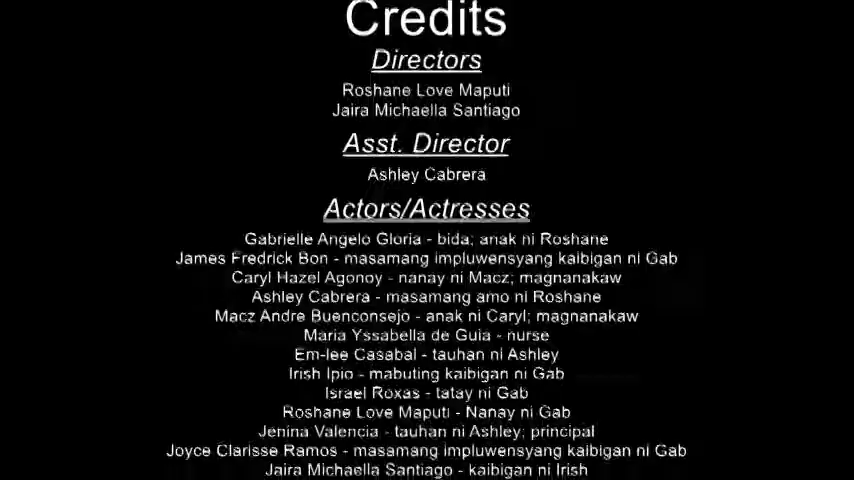 Credits
Directors
Roshane Love Maputi
Jaira Michaella Santiago
Asst. Director
Ashley Cabrera
Actors/Actresses
Gabrielle Angelo Gloria - bida; anak ni Roshane
James Fredrick Bon - masamang impluwensyang kaibigan ni Gab
Caryl Hazel Agonoy - nanay ni Macz; magnanakaw
Ashley Cabrera - masamang amo ni Roshane
Macz Andre Buenconsejo - anak ni Caryl; magnanakaw
Maria Yssabella de Guia - nurse
Em-lee Casabal - tauhan ni Ashley
Irish Ipio - mabuting kaibigan ni Gab
Israel Roxas - tatay ni Gab
Roshane Love Maputi - Nanay ni Gab
Jenina Valencia - tauhan ni Ashley; principal
Joyce Clarisse Ramos - masamang impluwensyang kaibigan ni Gab
Jaira Michaella Santiago - kaibigan ni Irish